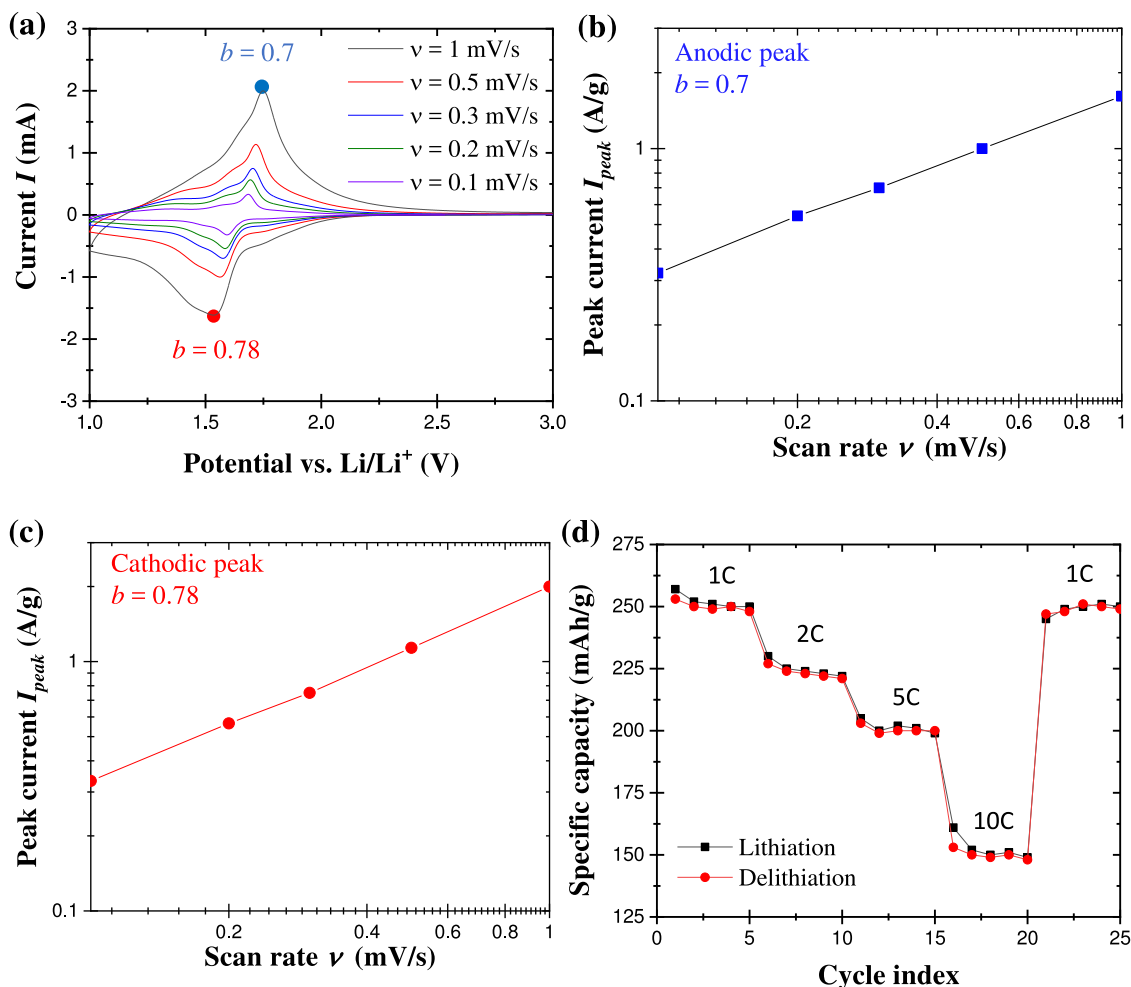 (a)
b = 0.7
ν = 1 mV/s
ν = 0.5 mV/s
ν = 0.3 mV/s
ν = 0.2 mV/s
ν = 0.1 mV/s
b = 0.78
3
2
1
0
-1
-2
-3
1.0
1.5
2.0
2.5
3.0
Current I (mA)
Potential vs. Li/Li⁺ (V)
(b)
Anodic peak
b = 0.7
1
0.1
0.2
0.4
0.6
0.8
1
Peak current Ipeak (A/g)
Scan rate ν (mV/s)
(c)
Cathodic peak
b = 0.78
1
0.1
0.2
0.4
0.6
0.8
1
Peak current Ipeak (A/g)
Scan rate ν (mV/s)
(d)
1C
2C
5C
10C
1C
Lithiation
Delithiation
275
250
225
200
175
150
125
0
5
10
15
20
25
Specific capacity (mAh/g)
Cycle index